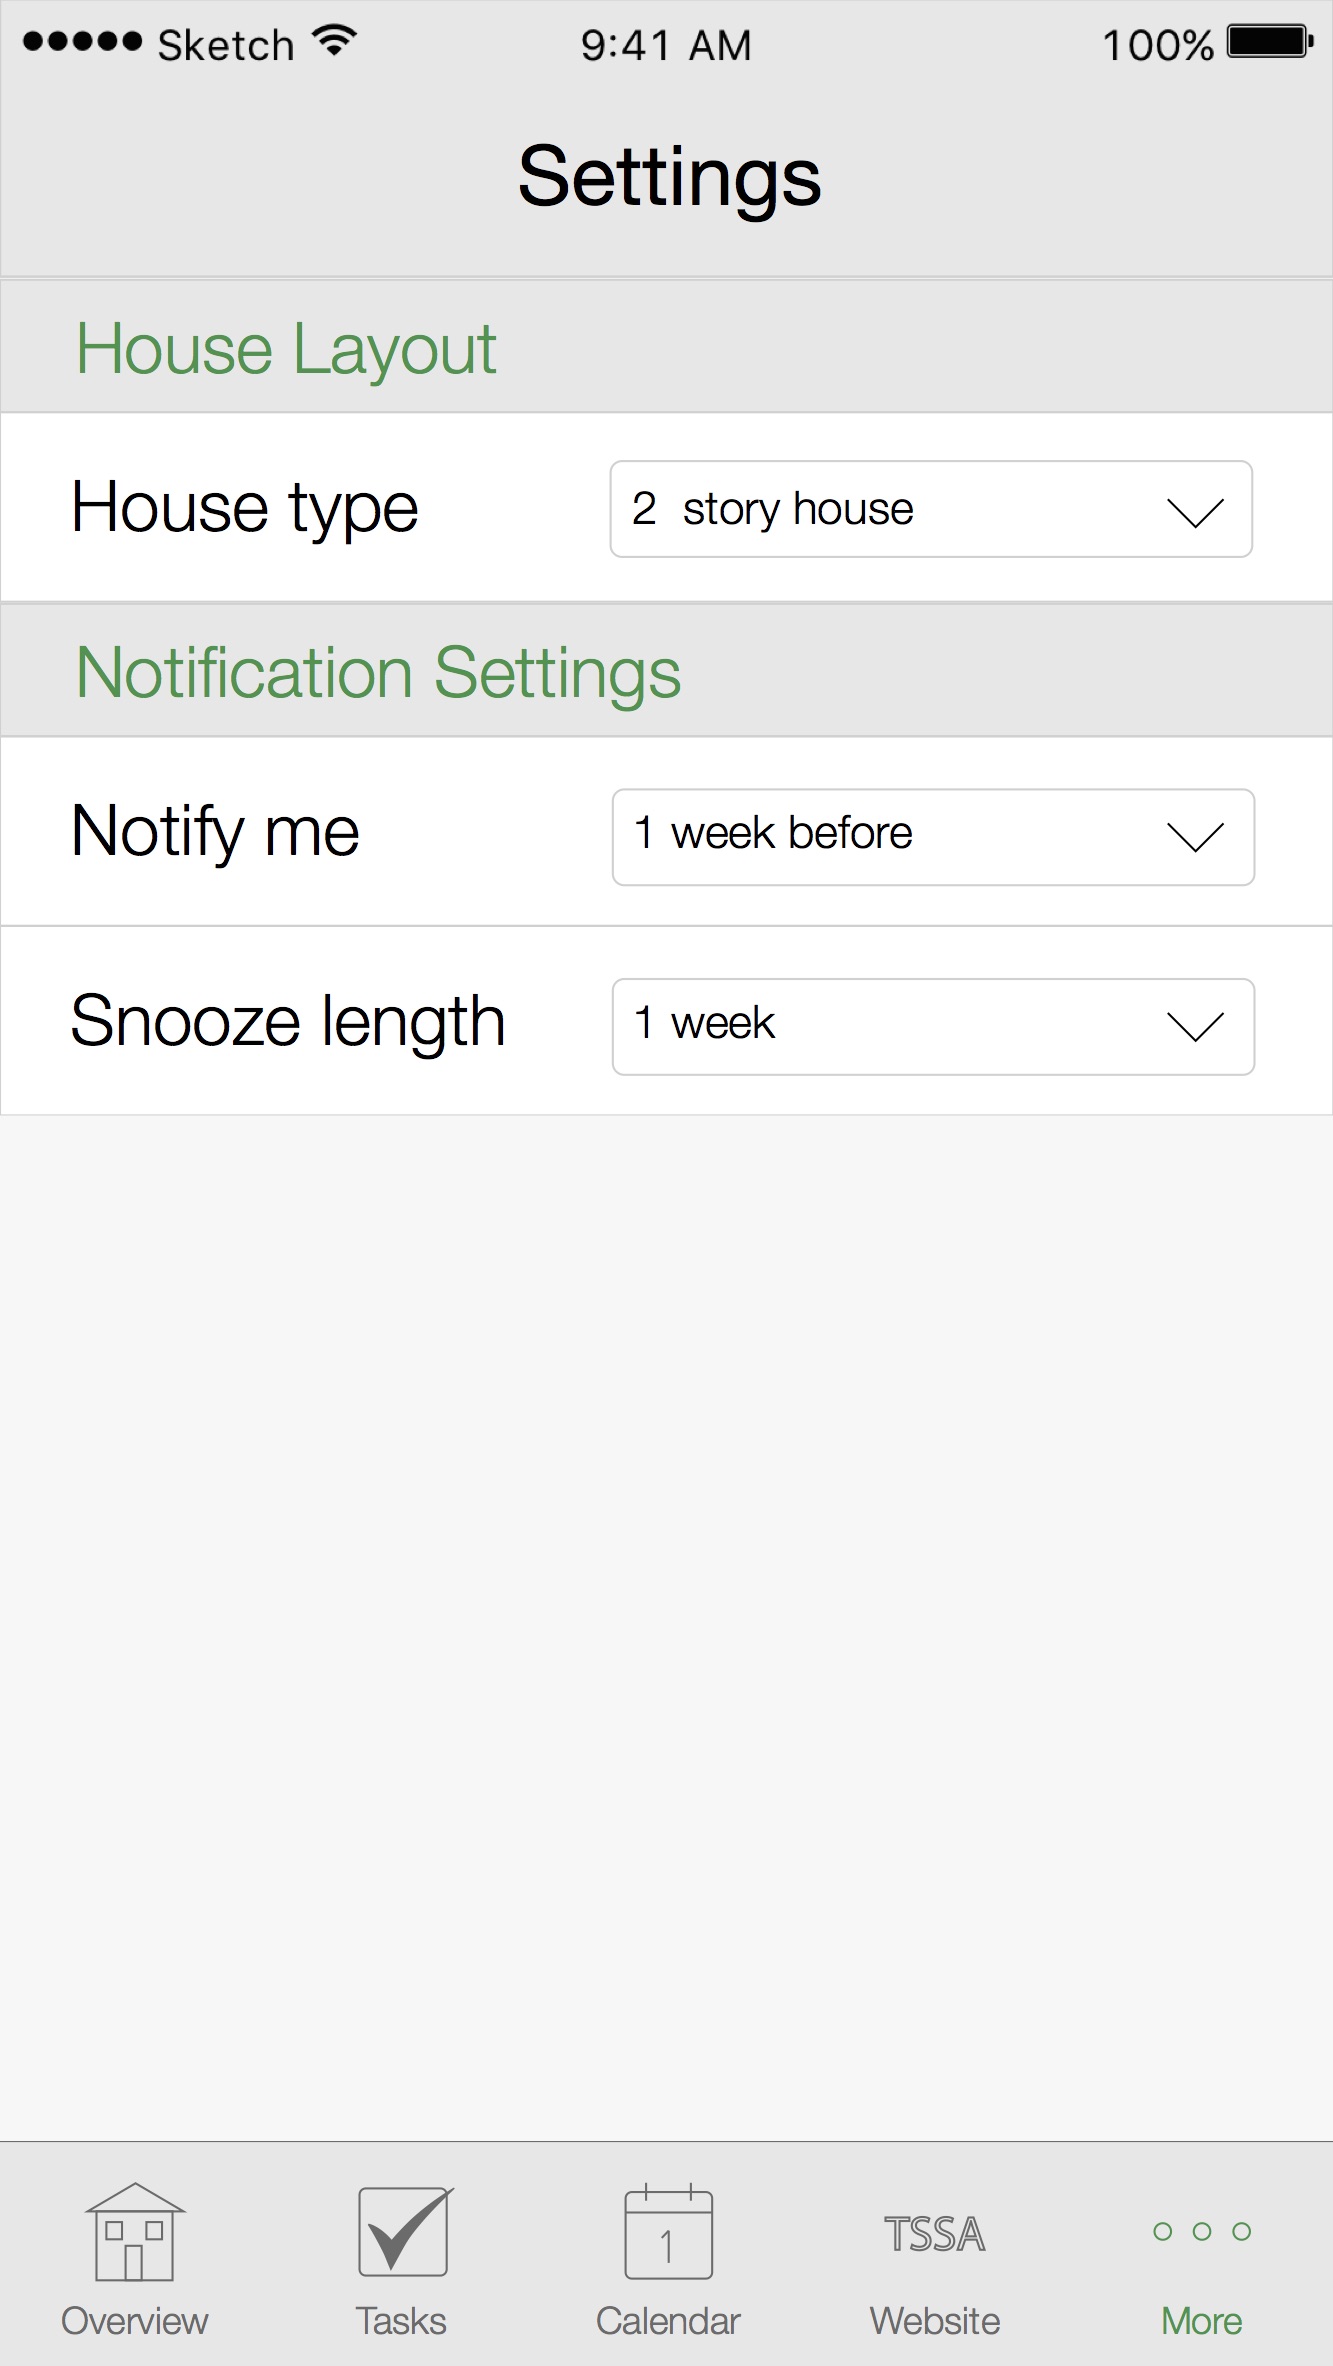 Sketch 9:41 AM 100%
Settings
House Layout
House type 2 story house
Notification Settings
Notify me 1 week before
Snooze length 1 week
1 TSSA
Overview Tasks Calendar Website More